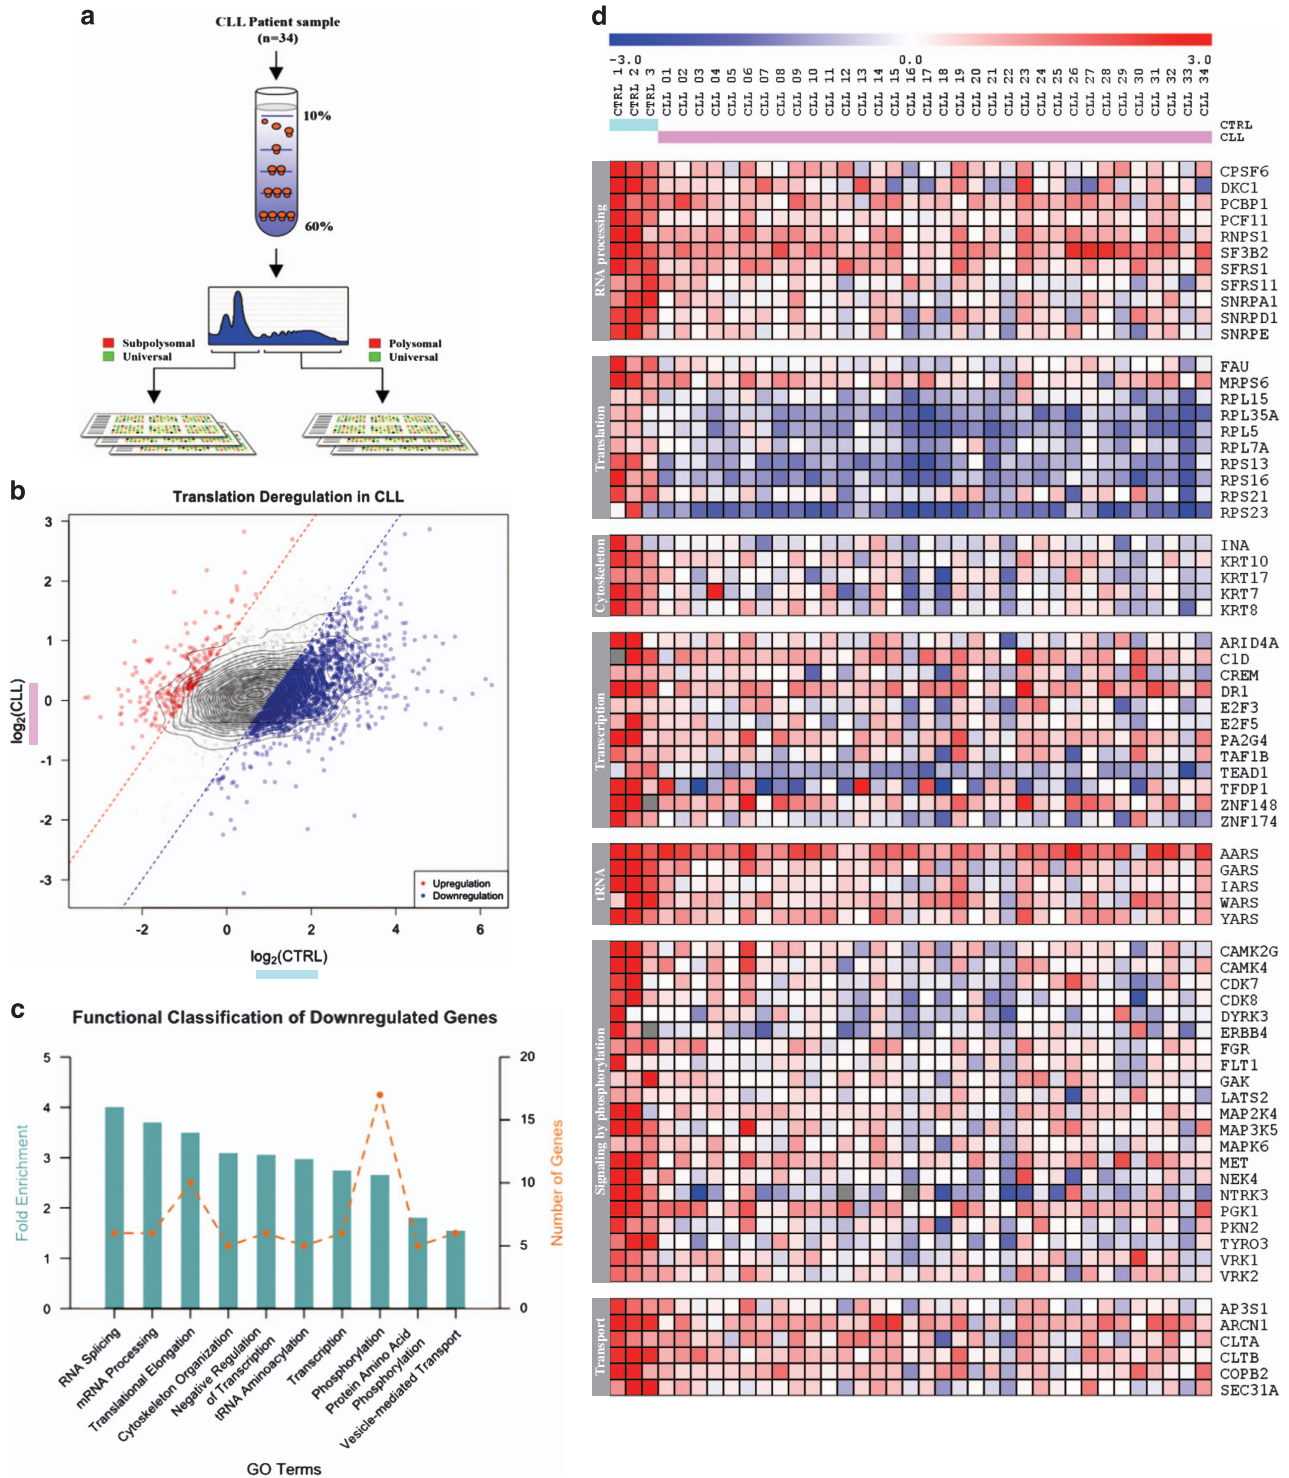 a
CLL Patient sample
(n=34)
10%
60%
Subpolysomal
Universal
Polysomal
Universal
b
Translation Deregulation in CLL
3
2
1
0
-1
-2
-3
log2(CLL)
-2
0
2
4
6
log2(CTRL)
Upregulation
Downregulation
c
Functional Classification of Downregulated Genes
5
4
3
2
1
0
Fold Enrichment
20
15
10
5
0
Number of Genes
RNA Splicing
mRNA Processing
Translational Elongation
Cytoskeleton Organization
Negative Regulation
of Transcription
tRNA Aminoacylation
Transcription
Phosphorylation
Protein Amino Acid
Phosphorylation
Vesicle-mediated Transport
GO Terms
d
-3.0
0.0
3.0
CTRL 1
CTRL 2
CTRL 3
CLL 01
CLL 02
CLL 03
CLL 04
CLL 05
CLL 06
CLL 07
CLL 08
CLL 09
CLL 10
CLL 11
CLL 12
CLL 13
CLL 14
CLL 15
CLL 16
CLL 17
CLL 18
CLL 19
CLL 20
CLL 21
CLL 22
CLL 23
CLL 24
CLL 25
CLL 26
CLL 27
CLL 28
CLL 29
CLL 30
CLL 31
CLL 32
CLL 33
CLL 34
CTRL
CLL
RNA processing
CPSF6
DKC1
PCBP1
PCF11
RNPS1
SF3B2
SFRS1
SFRS11
SNRPA1
SNRPD1
SNRPE
Translation
FAU
MRPS6
RPL15
RPL35A
RPL5
RPL7A
RPS13
RPS16
RPS21
RPS23
Cytoskeleton
INA
KRT10
KRT17
KRT7
KRT8
Transcription
ARID4A
C1D
CREM
DR1
E2F3
E2F5
PA2G4
TAF1B
TEAD1
TFDP1
ZNF148
ZNF174
tRNA
AARS
GARS
IARS
WARS
YARS
Signaling by phosphorylation
CAMK2G
CAMK4
CDK7
CDK8
DYRK3
ERBB4
FGR
FLT1
GAK
LATS2
MAP2K4
MAP3K5
MAPK6
MET
NEK4
NTRK3
PGK1
PKN2
TYRO3
VRK1
VRK2
Transport
AP3S1
ARCN1
CLTA
CLTB
COPB2
SEC31A